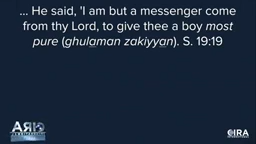 ... He said, 'I am but a messenger come
from thy Lord, to give thee a boy most
pure (ghulaman zakiyyan). S. 19:19
CIRA